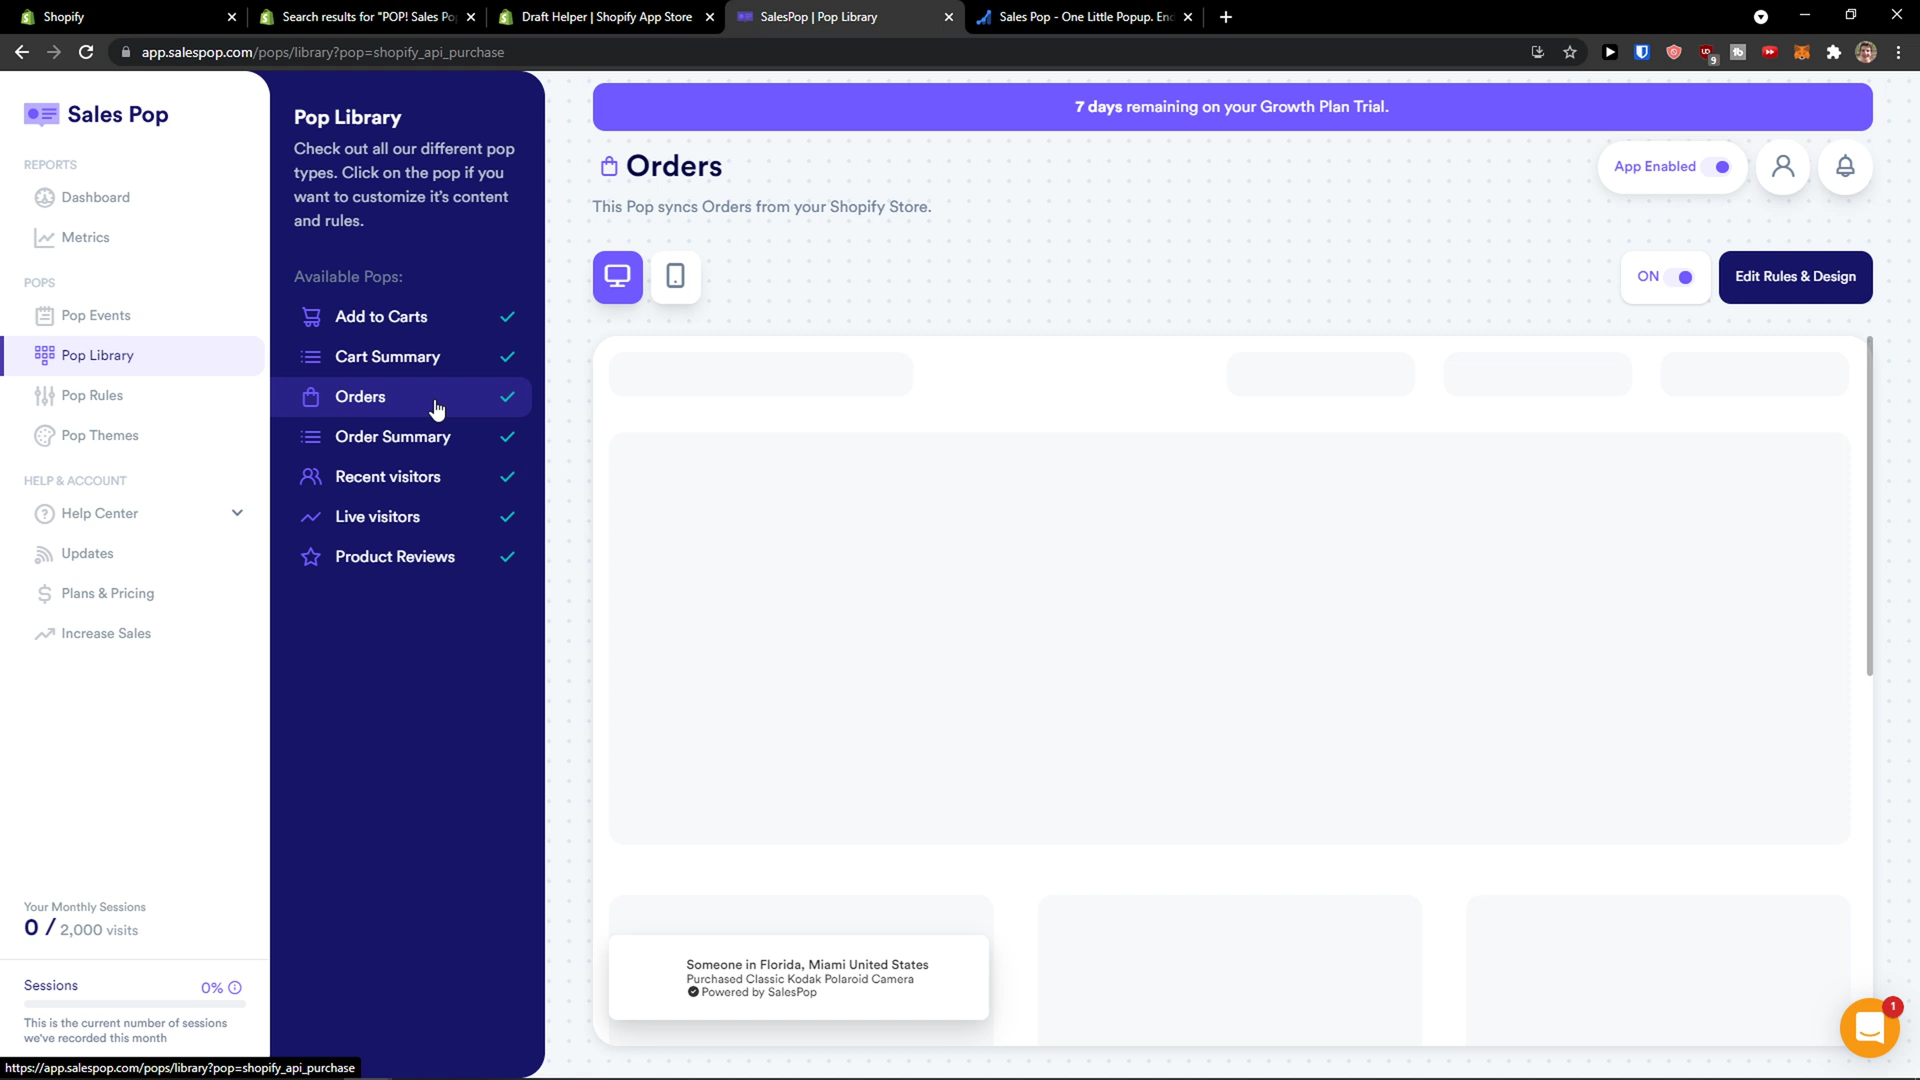 Shopify
Search results for "POP! Sales Po
Draft Helper | Shopify App Store
SalesPop | Pop Library
Sales Pop - One Little Popup. En
app.salespop.com/pops/library?pop=shopify_api_purchase
9
Sales Pop
REPORTS
Dashboard
Metrics
POPS
Pop Events
Pop Library
Pop Rules
Pop Themes
HELP & ACCOUNT
Help Center
Updates
Plans & Pricing
Increase Sales
Your Monthly Sessions
0 / 2,000 visits
Sessions 0%
This is the current number of sessions
we've recorded this month
https://app.salespop.com/pops/library?pop=shopify_api_purchase
Pop Library
Check out all our different pop
types. Click on the pop if you
want to customize it's content
and rules.
Available Pops:
Add to Carts
Cart Summary
Orders
Order Summary
Recent visitors
Live visitors
Product Reviews
7 days remaining on your Growth Plan Trial.
Orders
App Enabled
This Pop syncs Orders from your Shopify Store.
ON
Edit Rules & Design
Someone in Florida, Miami United States
Purchased Classic Kodak Polaroid Camera
Powered by SalesPop
1